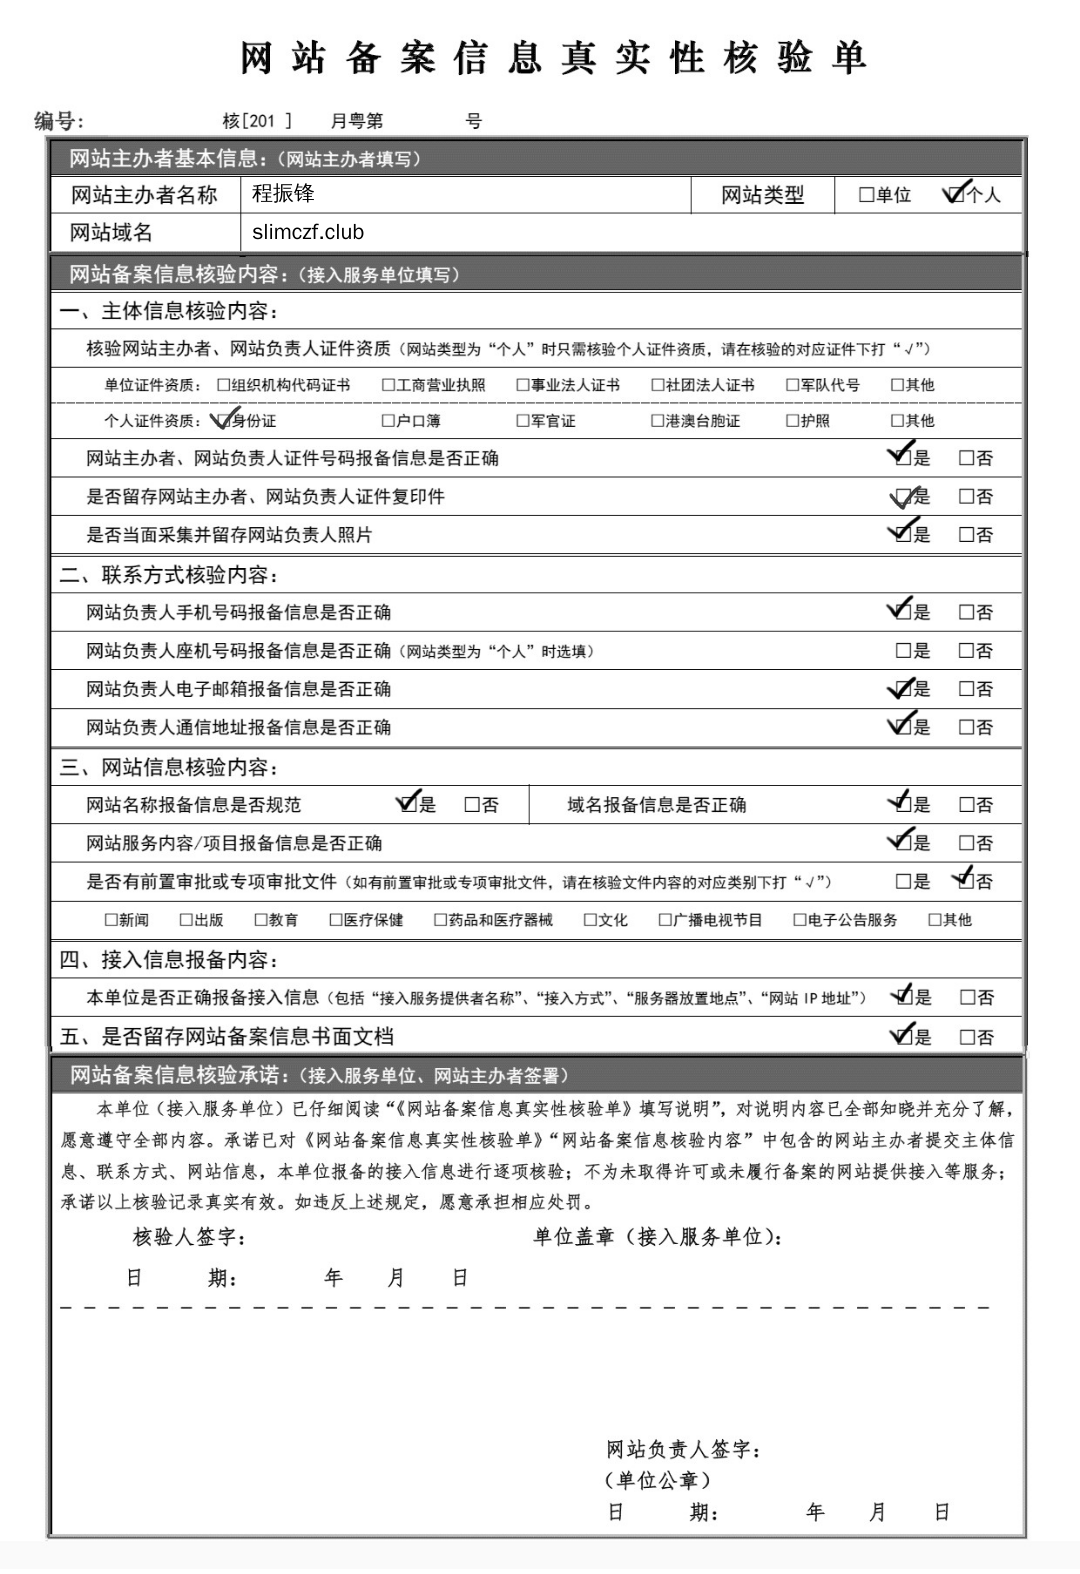 网站备案信息真实性核验单
编号： 核[201 ] 月粤第 号
网站主办者基本信息：（网站主办者填写）
网站主办者名称 程振锋 网站类型 □单位 ☑个人
网站域名 slimczf.club
网站备案信息核验内容：（接入服务单位填写）
一、主体信息核验内容：
核验网站主办者、网站负责人证件资质（网站类型为“个人”时只需核验个人证件资质，请在核验的对应证件下打“√”）
单位证件资质： □组织机构代码证书 □工商营业执照 □事业法人证书 □社团法人证书 □军队代号 □其他
个人证件资质： ☑身份证 □户口簿 □军官证 □港澳台胞证 □护照 □其他
网站主办者、网站负责人证件号码报备信息是否正确 ☑是 □否
是否留存网站主办者、网站负责人证件复印件 ☑是 □否
是否当面采集并留存网站负责人照片 ☑是 □否
二、联系方式核验内容：
网站负责人手机号码报备信息是否正确 ☑是 □否
网站负责人座机号码报备信息是否正确（网站类型为“个人”时选填） □是 □否
网站负责人电子邮箱报备信息是否正确 ☑是 □否
网站负责人通信地址报备信息是否正确 ☑是 □否
三、网站信息核验内容：
网站名称报备信息是否规范 ☑是 □否 域名报备信息是否正确 ☑是 □否
网站服务内容/项目报备信息是否正确 ☑是 □否
是否有前置审批或专项审批文件（如有前置审批或专项审批文件，请在核验文件内容的对应类别下打“√”） □是 ☑否
□新闻 □出版 □教育 □医疗保健 □药品和医疗器械 □文化 □广播电视节目 □电子公告服务 □其他
四、接入信息报备内容：
本单位是否正确报备接入信息（包括“接入服务提供者名称”、“接入方式”、“服务器放置地点”、“网站 IP 地址”） ☑是 □否
五、是否留存网站备案信息书面文档 ☑是 □否
网站备案信息核验承诺：（接入服务单位、网站主办者签署）
本单位（接入服务单位）已仔细阅读“《网站备案信息真实性核验单》填写说明”，对说明内容已全部知晓并充分了解，
愿意遵守全部内容。承诺已对《网站备案信息真实性核验单》“网站备案信息核验内容”中包含的网站主办者提交主体信
息、联系方式、网站信息，本单位报备的接入信息进行逐项核验；不为未取得许可或未履行备案的网站提供接入等服务；
承诺以上核验记录真实有效。如违反上述规定，愿意承担相应处罚。
核验人签字： 单位盖章（接入服务单位）：
日 期： 年 月 日
网站负责人签字：
（单位公章）
日 期： 年 月 日